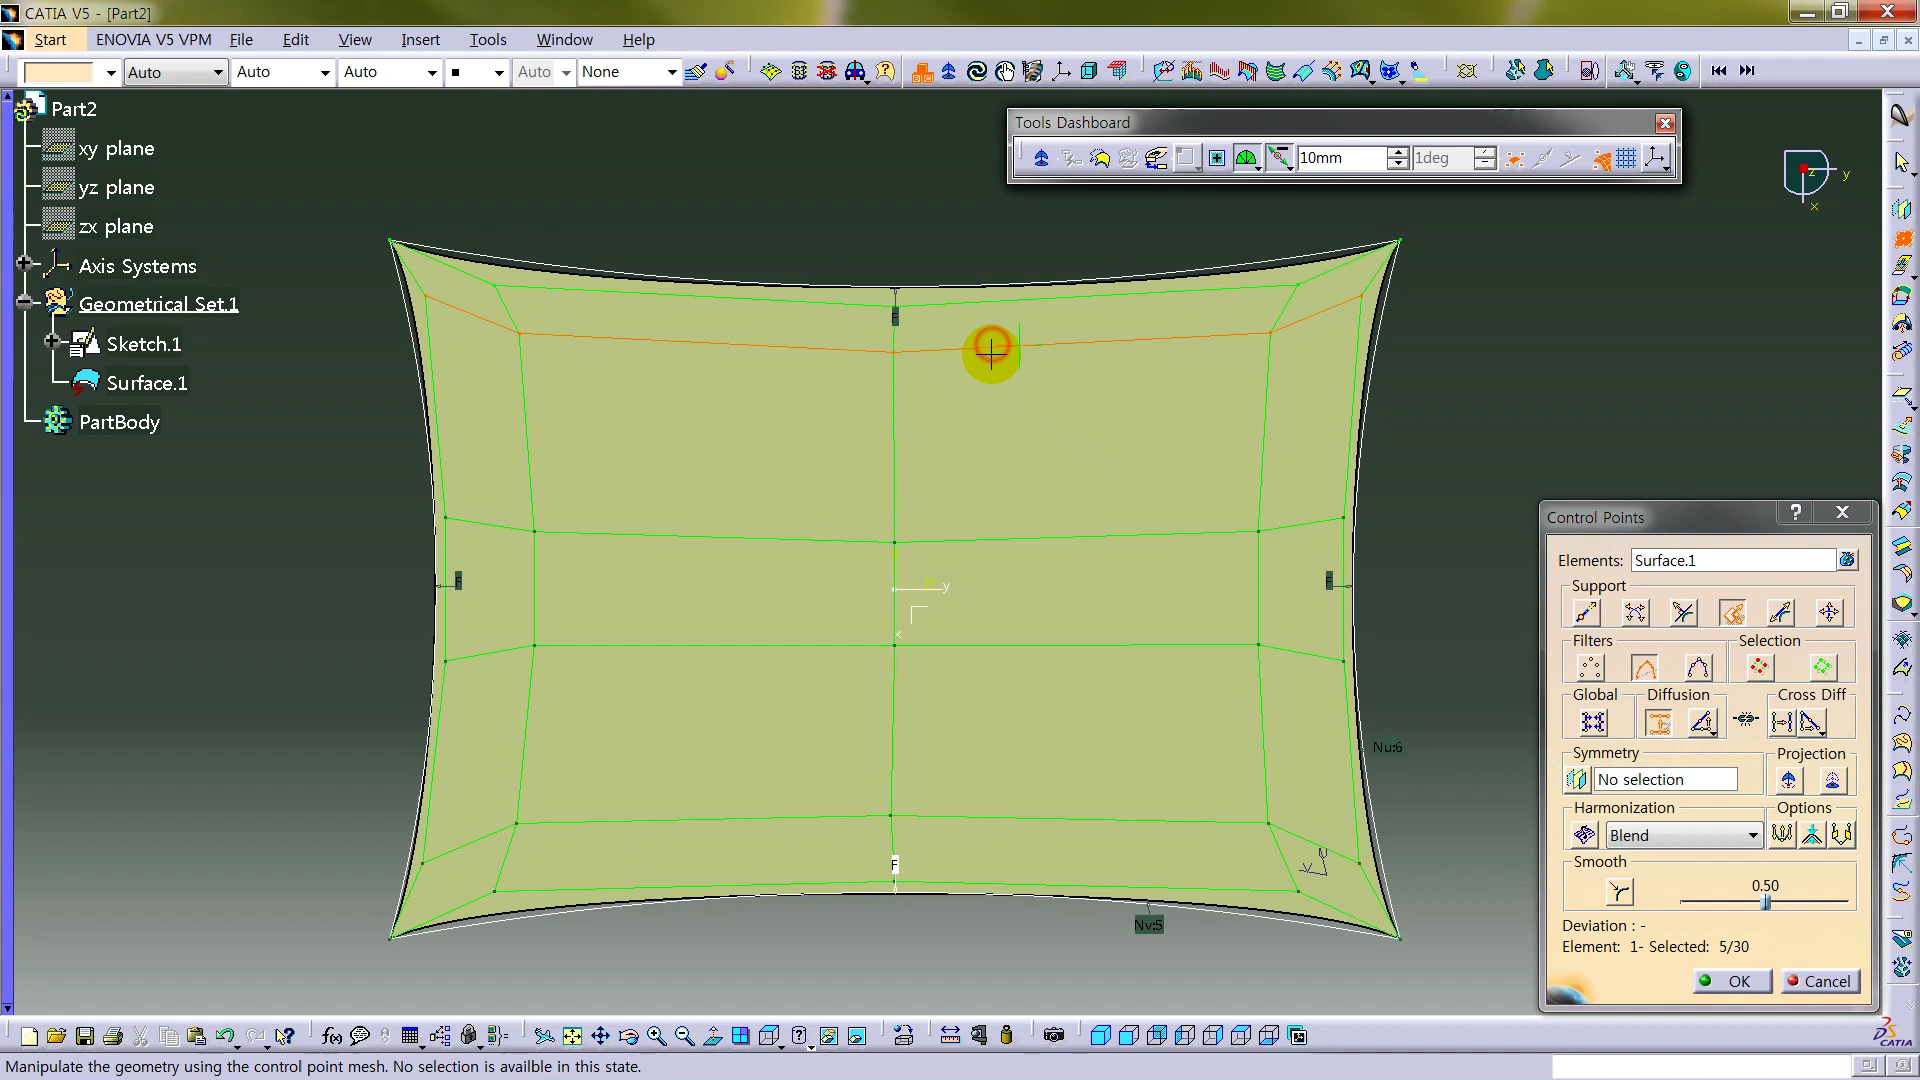 CATIA V5 - [Part2]
Start ENOVIA V5 VPM File Edit View Insert Tools Window Help
Auto Auto Auto Auto None
Part2
xy plane
yz plane
zx plane
Axis Systems
Geometrical Set.1
Sketch.1
Surface.1
PartBody
Tools Dashboard
10mm 1deg
z y
x
F
F F
H y
x
Nu:6
F
Nv:5
Control Points
Elements: Surface.1
Support
Filters Selection
Global Diffusion Cross Diff
Symmetry Projection
No selection
Harmonization Options
Blend
Smooth
0.50
Deviation : -
Element: 1- Selected: 5/30
OK Cancel
CATIA
Manipulate the geometry using the control point mesh. No selection is availble in this state.